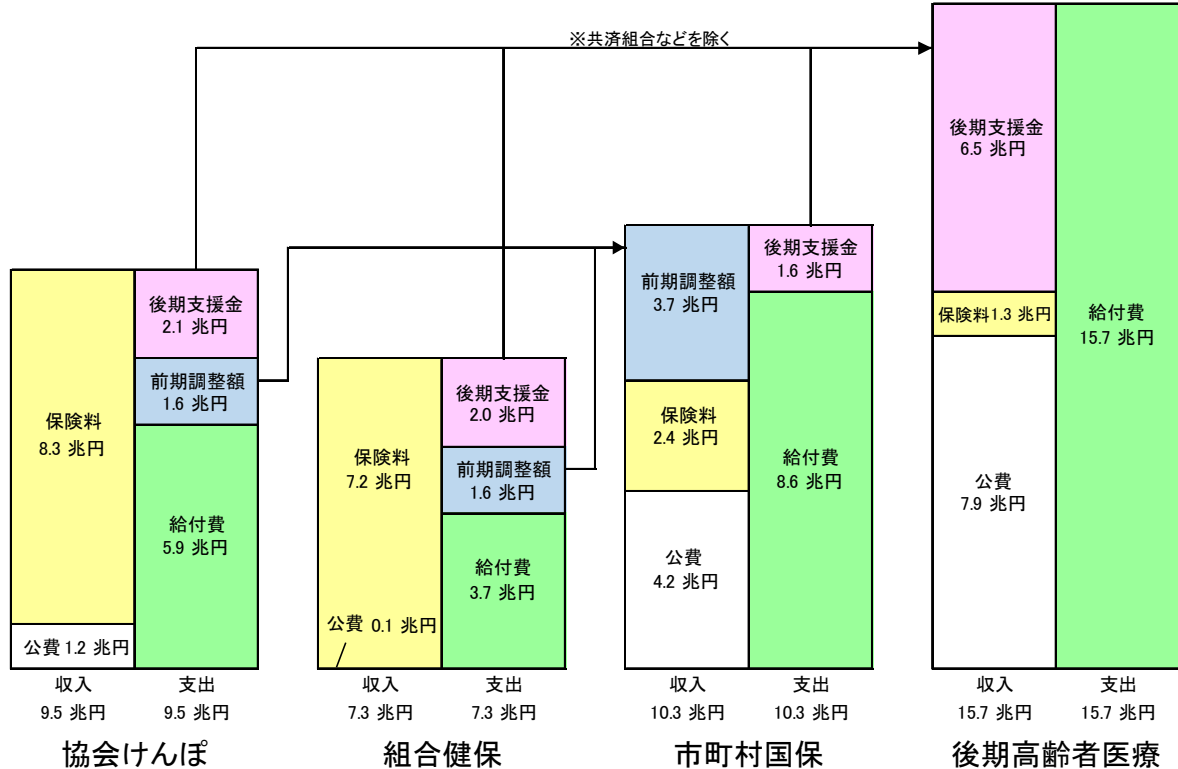 ※共済組合などを除く
後期支援金
2.1 兆円
前期調整額
1.6 兆円
保険料
8.3 兆円
給付費
5.9 兆円
公費 1.2 兆円
収入
支出
9.5 兆円
9.5 兆円
協会けんぽ
後期支援金
2.0 兆円
保険料
7.2 兆円
前期調整額
1.6 兆円
給付費
3.7 兆円
公費 0.1 兆円
収入
支出
7.3 兆円
7.3 兆円
組合健保
前期調整額
3.7 兆円
後期支援金
1.6 兆円
保険料
2.4 兆円
給付費
8.6 兆円
公費
4.2 兆円
収入
支出
10.3 兆円
10.3 兆円
市町村国保
後期支援金
6.5 兆円
保険料1.3 兆円
給付費
15.7 兆円
公費
7.9 兆円
収入
支出
15.7 兆円
15.7 兆円
後期高齢者医療